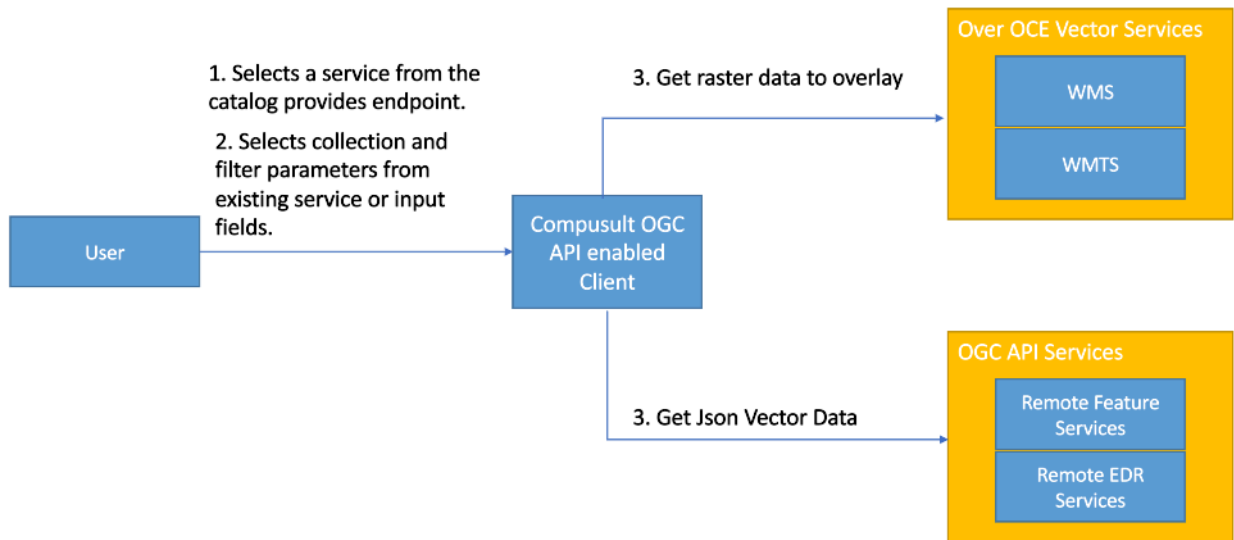 1. Selects a service from the
catalog provides endpoint.
2. Selects collection and
filter parameters from
existing service or input
fields.
User
Compusult OGC
API enabled
Client
3. Get raster data to overlay
Over OCE Vector Services
WMS
WMTS
3. Get Json Vector Data
OGC API Services
Remote Feature
Services
Remote EDR
Services